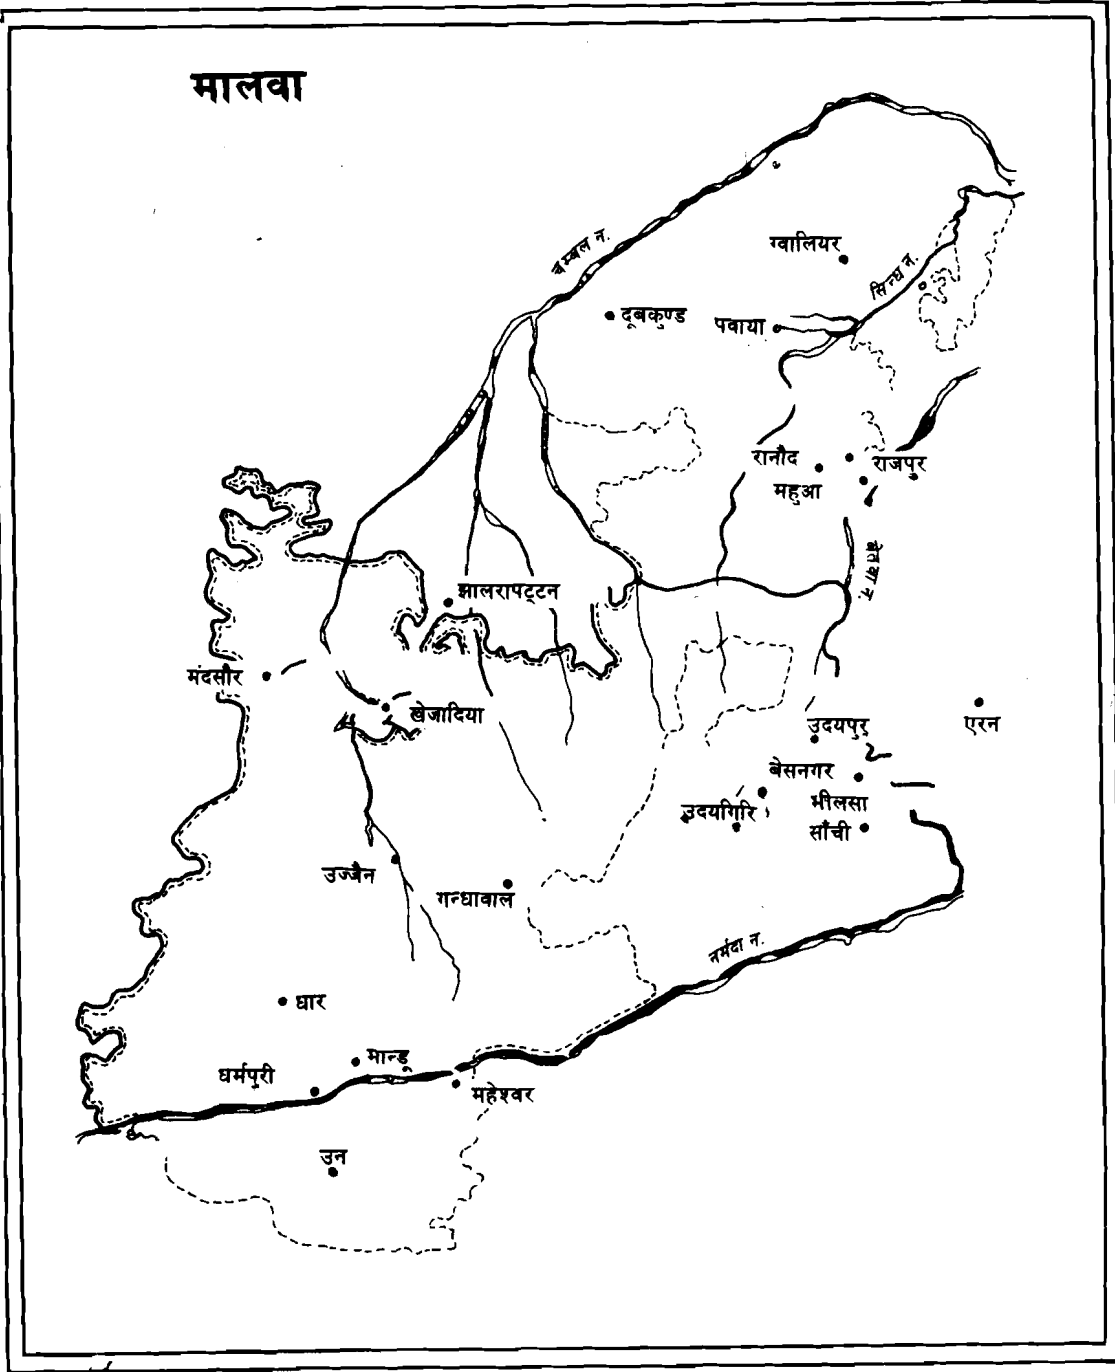 मालवा
चम्बल न.
ग्वालियर
सिन्ध न.
दूबकुण्ड
पवाया
रानौद
राजपुर
महुआ
बेतवा न.
झालरापट्टन
मंदसौर
खेजादिया
उदयपुर
एरन
बेसनगर
उदयगिरि
भीलसा
साँची
उज्जैन
गन्धावाल
नर्मदा न.
धार
मान्डू
धर्मपुरी
महेश्वर
उन